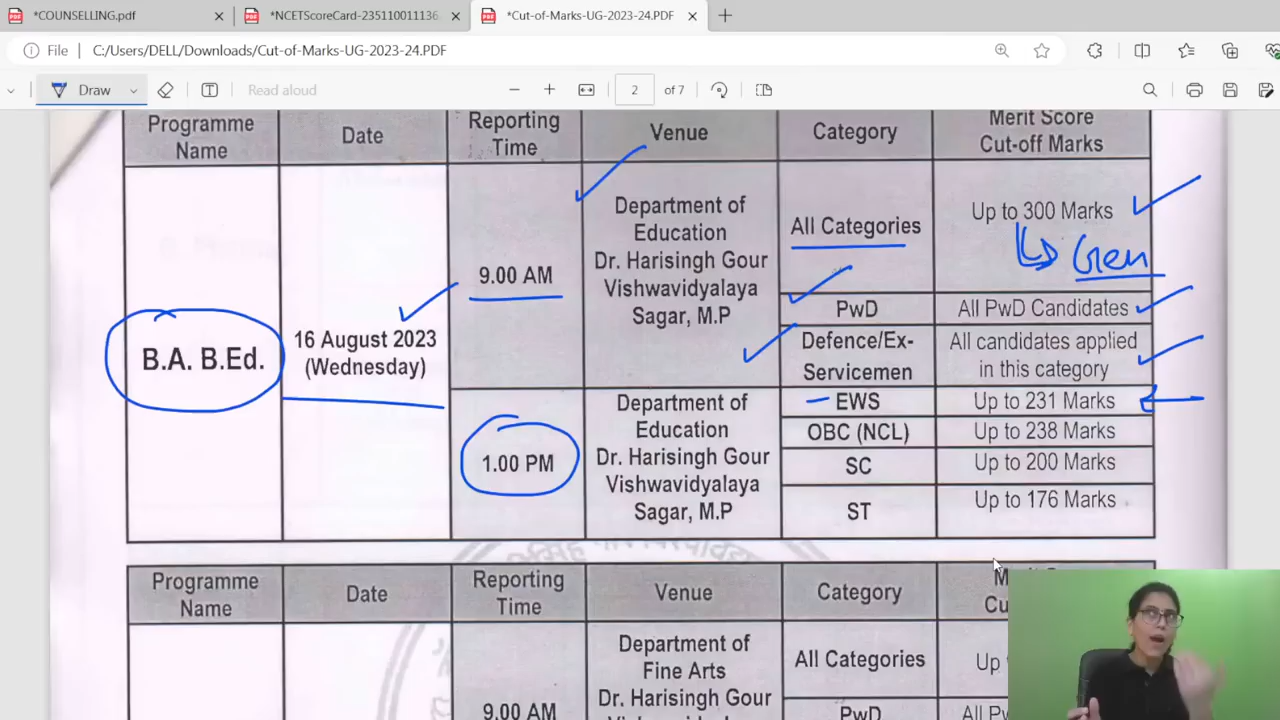 *COUNSELLING.pdf
*NCETScoreCard-235110011136
*Cut-of-Marks-UG-2023-24.PDF
File
C:/Users/DELL/Downloads/Cut-of-Marks-UG-2023-24.PDF
Draw
Read aloud
2
of 7
Programme
Name
Date
Reporting
Time
Venue
Category
Merit Score
Cut-off Marks
B.A. B.Ed.
16 August 2023
(Wednesday)
9.00 AM
Department of
Education
Dr. Harisingh Gour
Vishwavidyalaya
Sagar, M.P
All Categories
Up to 300 Marks
Gen
PwD
All PwD Candidates
Defence/Ex-
Servicemen
All candidates applied
in this category
1.00 PM
Department of
Education
Dr. Harisingh Gour
Vishwavidyalaya
Sagar, M.P
EWS
Up to 231 Marks
OBC (NCL)
Up to 238 Marks
SC
Up to 200 Marks
ST
Up to 176 Marks
Programme
Name
Date
Reporting
Time
Venue
Category
9.00 AM
Department of
Fine Arts
Dr. Harisingh Gour
All Categories
Up
PwD